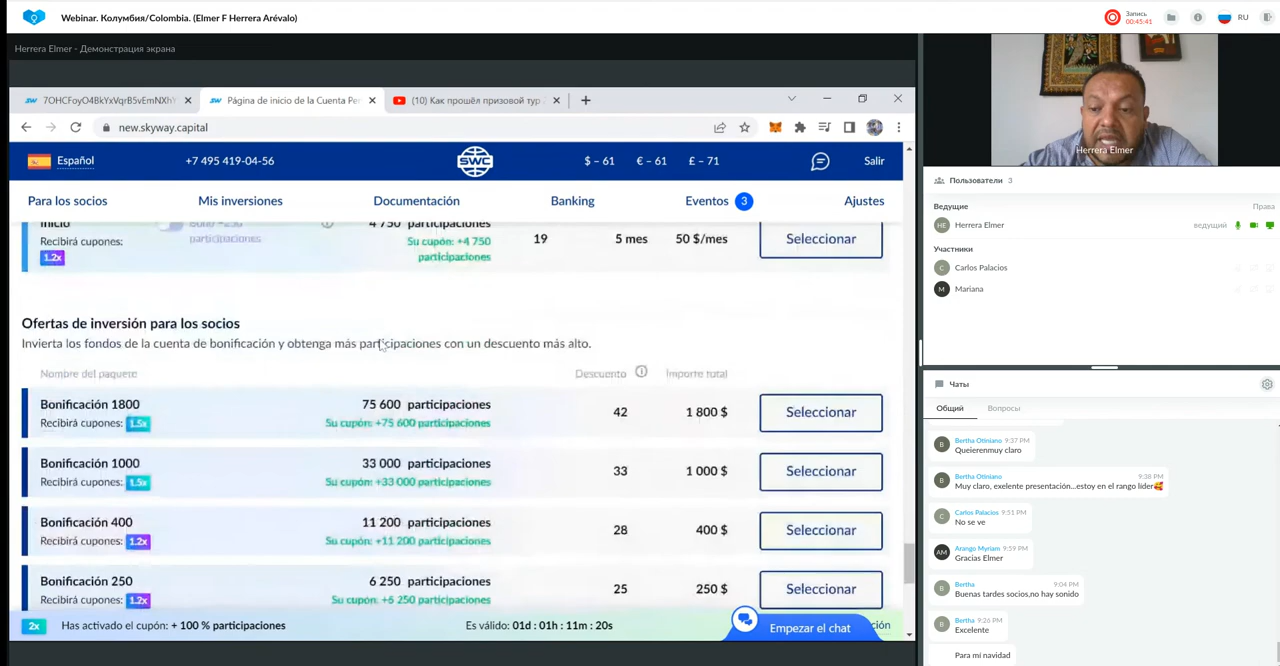 Webinar. Колумбия/Colombia. (Elmer F Herrera Arévalo)
Запись
00:45:41
RU
Herrera Elmer - Демонстрация экрана
7OHCFoyO4BkYxVqrB5vEmNXhY
Página de inicio de la Cuenta Per
(10) Как прошёл призовой тур
new.skyway.capital
Español
+7 495 419-04-56
SWC
$ – 61
€ – 61
£ – 71
Salir
Para los socios
Mis inversiones
Documentación
Banking
Eventos 3
Ajustes
Inicio
Recibirá cupones:
1.2x
participaciones
4 750 participaciones
Su cupón: +4 750
participaciones
19
5 mes
50 $/mes
Seleccionar
Ofertas de inversión para los socios
Invierta los fondos de la cuenta de bonificación y obtenga más participaciones con un descuento más alto.
Nombre del paquete
Descuento
Importe total
Bonificación 1800
Recibirá cupones: 1.5x
75 600 participaciones
Su cupón: +75 600 participaciones
42
1 800 $
Seleccionar
Bonificación 1000
Recibirá cupones: 1.5x
33 000 participaciones
Su cupón: +33 000 participaciones
33
1 000 $
Seleccionar
Bonificación 400
Recibirá cupones: 1.2x
11 200 participaciones
Su cupón: +11 200 participaciones
28
400 $
Seleccionar
Bonificación 250
Recibirá cupones: 1.2x
6 250 participaciones
Su cupón: +6 250 participaciones
25
250 $
Seleccionar
2x
Has activado el cupón: + 100 % participaciones
Es válido: 01d : 01h : 11m : 20s
Empezar el chat
ción
Herrera Elmer
Пользователи 3
Ведущие
Права
HE
Herrera Elmer
ведущий
Участники
C
Carlos Palacios
M
Mariana
Чаты
Общий
Вопросы
B
Bertha Otiniano 9:37 PM
Queierenmuy claro
B
Bertha Otiniano 9:38 PM
Muy claro, exelente presentación...estoy en el rango lider🥰
C
Carlos Palacios 9:51 PM
No se ve
AM
Arango Myriam 9:59 PM
Gracias Elmer
B
Bertha 9:04 PM
Buenas tardes socios,no hay sonido
B
Bertha 9:26 PM
Excelente
Para mi navidad